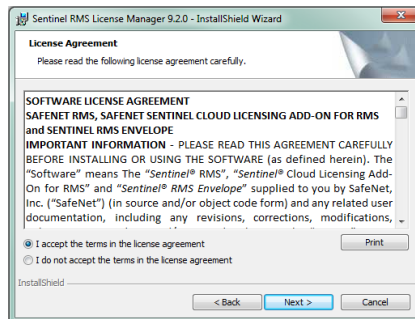 Sentinel RMS License Manager 9.2.0 - InstallShield Wizard
License Agreement
Please read the following license agreement carefully.
SOFTWARE LICENSE AGREEMENT
SAFENET RMS, SAFENET SENTINEL CLOUD LICENSING ADD-ON FOR RMS
and SENTINEL RMS ENVELOPE
IMPORTANT INFORMATION - PLEASE READ THIS AGREEMENT CAREFULLY
BEFORE INSTALLING OR USING THE SOFTWARE (as defined herein). The
"Software" means The "Sentinel® RMS", "Sentinel® Cloud Licensing Add-
On for RMS" and "Sentinel® RMS Envelope" supplied to you by SafeNet,
Inc. ("SafeNet") (in source and/or object code form) and any related user
documentation, including any revisions, corrections, modifications,
I accept the terms in the license agreement
Print
I do not accept the terms in the license agreement
InstallShield
< Back
Next >
Cancel